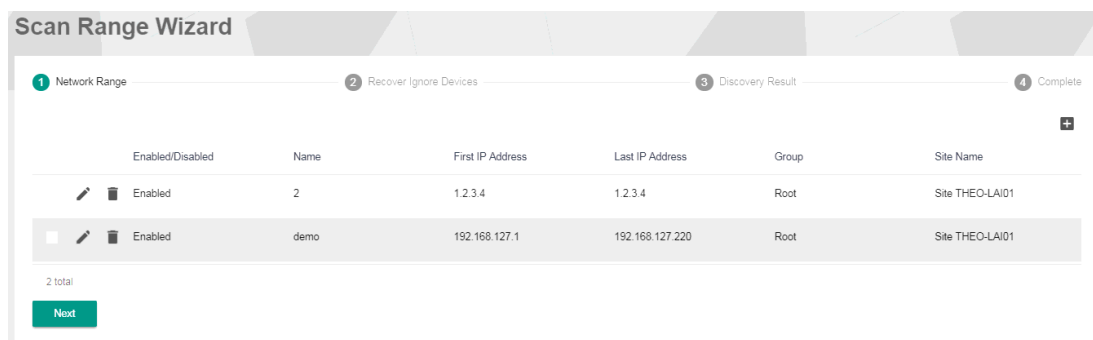 Scan Range Wizard
1 Network Range 2 Recover Ignore Devices 3 Discovery Result 4 Complete
Enabled/Disabled Name First IP Address Last IP Address Group Site Name
Enabled 2 1.2.3.4 1.2.3.4 Root Site THEO-LAI01
Enabled demo 192.168.127.1 192.168.127.220 Root Site THEO-LAI01
2 total
Next